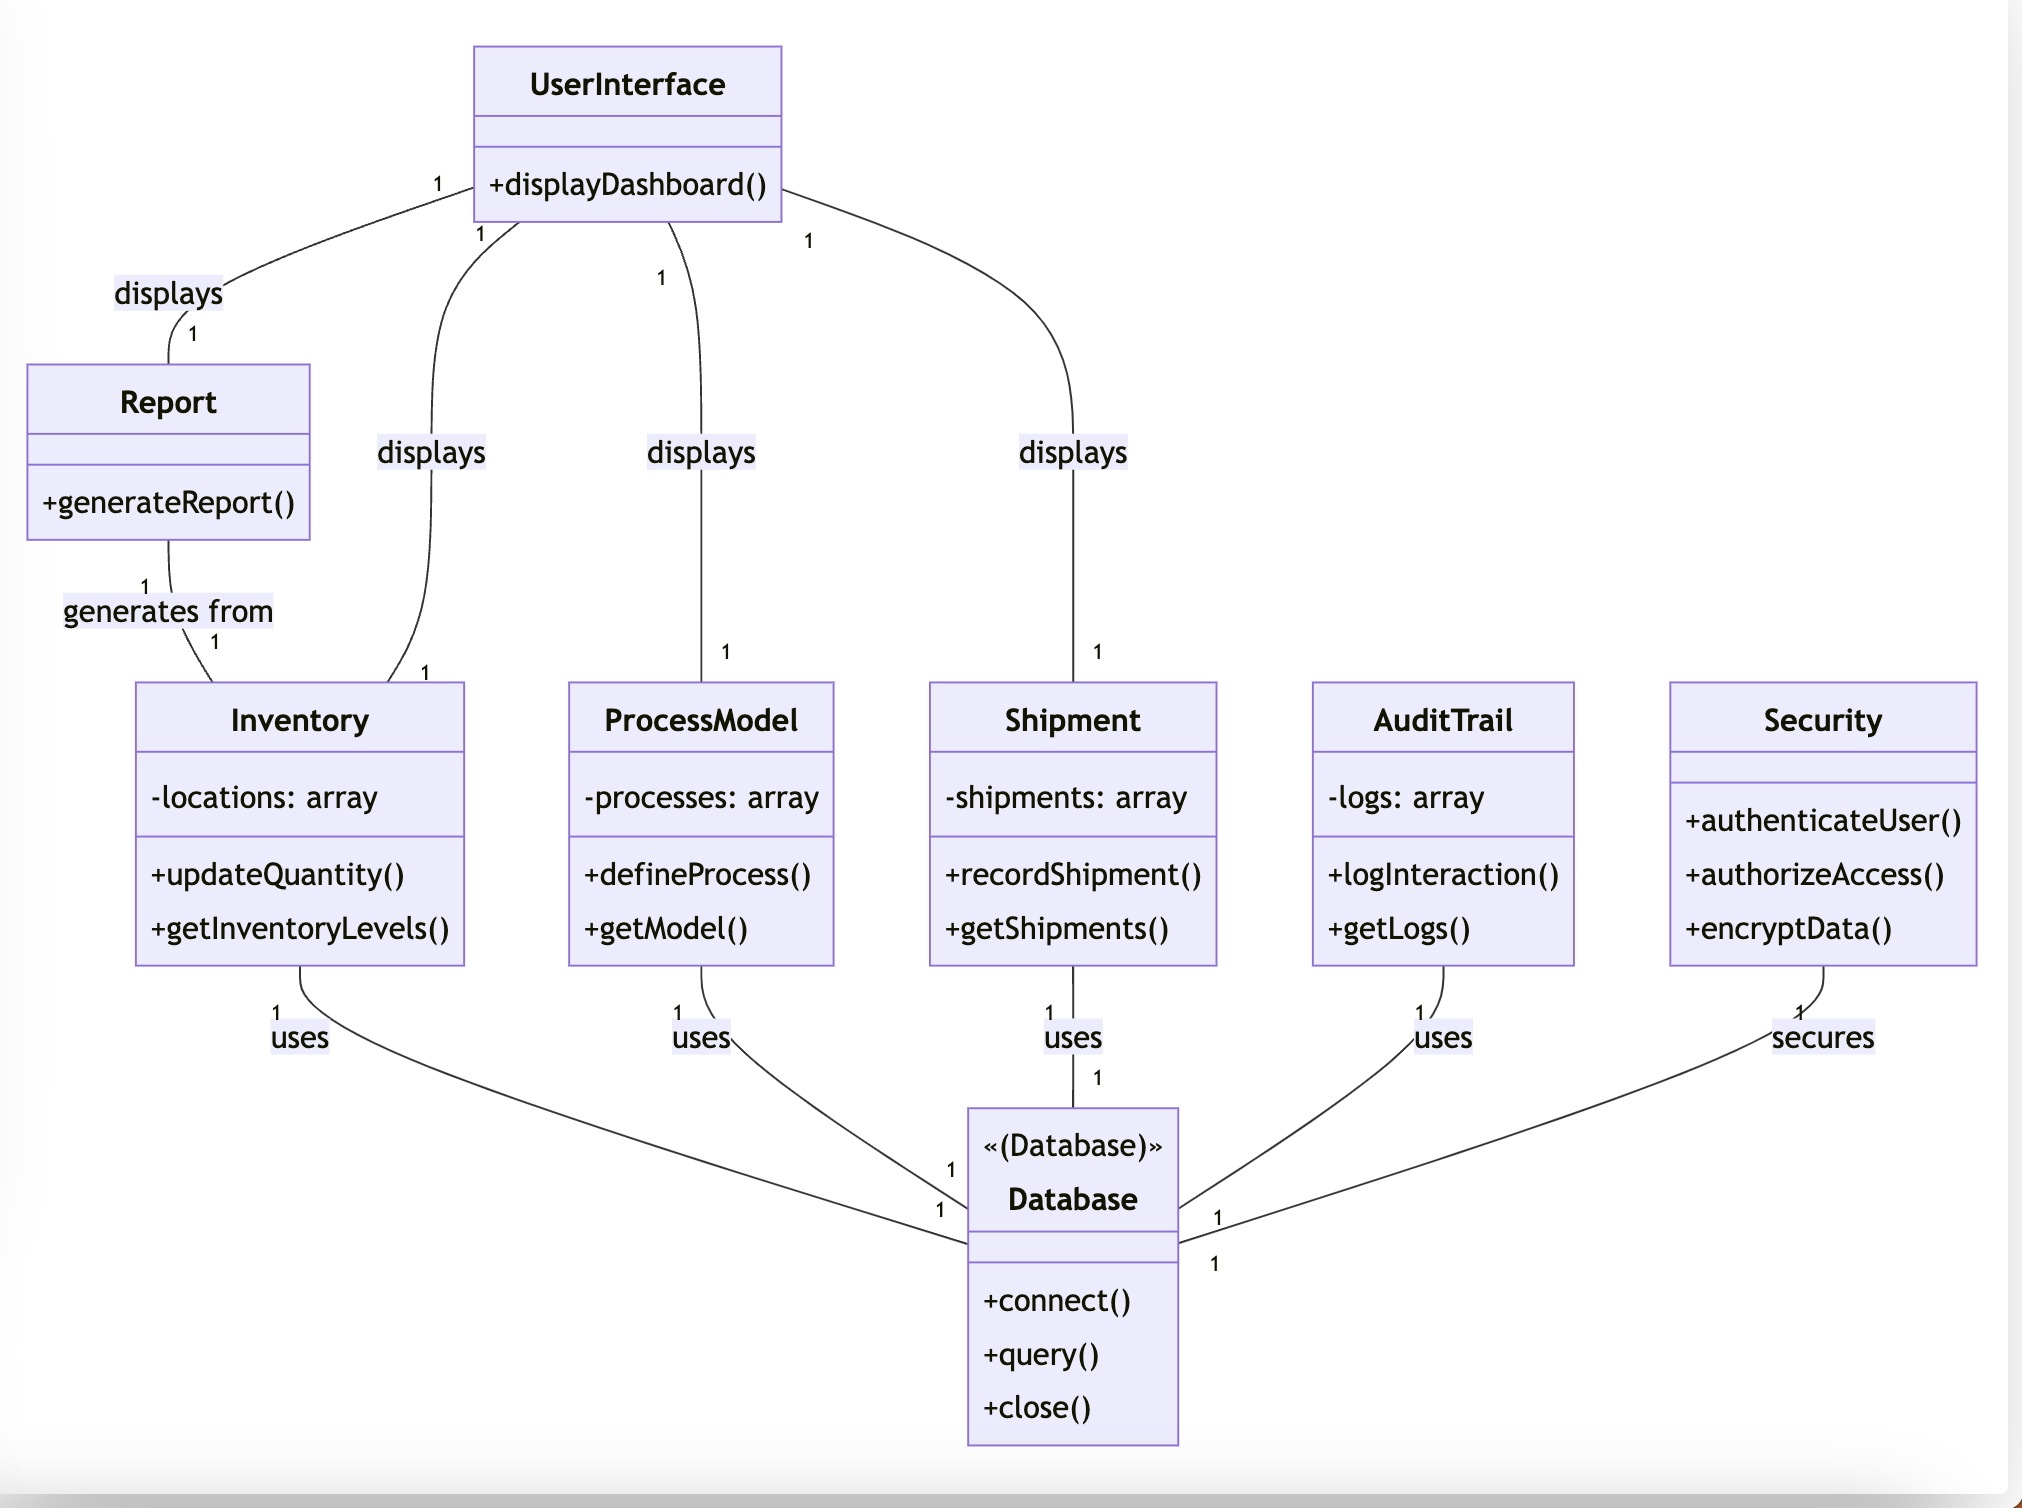 UserInterface
+displayDashboard()
1
1
1
1
displays
1
Report
+generateReport()
displays
displays
displays
1
generates from
1
1
1
1
Inventory
-locations: array
+updateQuantity()
+getInventoryLevels()
ProcessModel
-processes: array
+defineProcess()
+getModel()
Shipment
-shipments: array
+recordShipment()
+getShipments()
AuditTrail
-logs: array
+logInteraction()
+getLogs()
Security
+authenticateUser()
+authorizeAccess()
+encryptData()
1
uses
1
uses
1
uses
1
uses
1
secures
1
1
1
1
1
«(Database)»
Database
+connect()
+query()
+close()